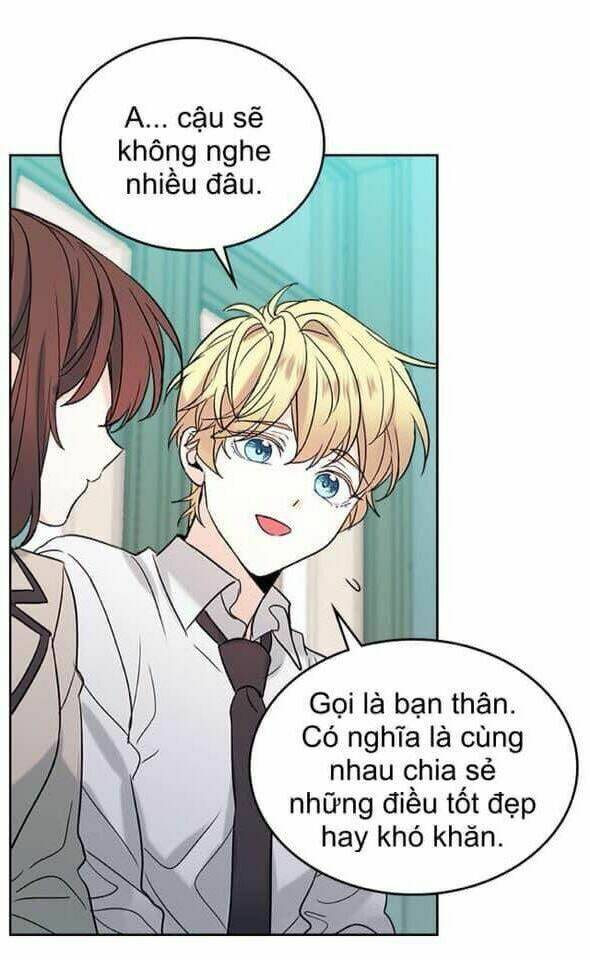 A... cậu sẽ
không nghe
nhiều đâu.
Gọi là bạn thân.
Có nghĩa là cùng
nhau chia sẻ
những điều tốt đẹp
hay khó khăn.